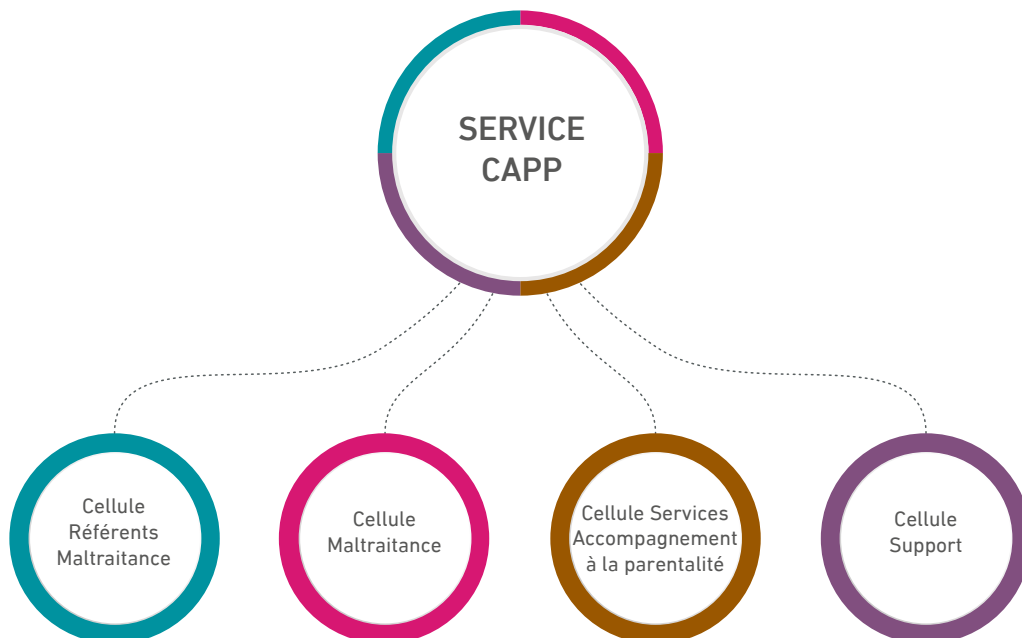 SERVICE
CAPP
Cellule
Référents
Maltraitance
Cellule
Maltraitance
Cellule Services
Accompagnement
à la parentalité
Cellule
Support